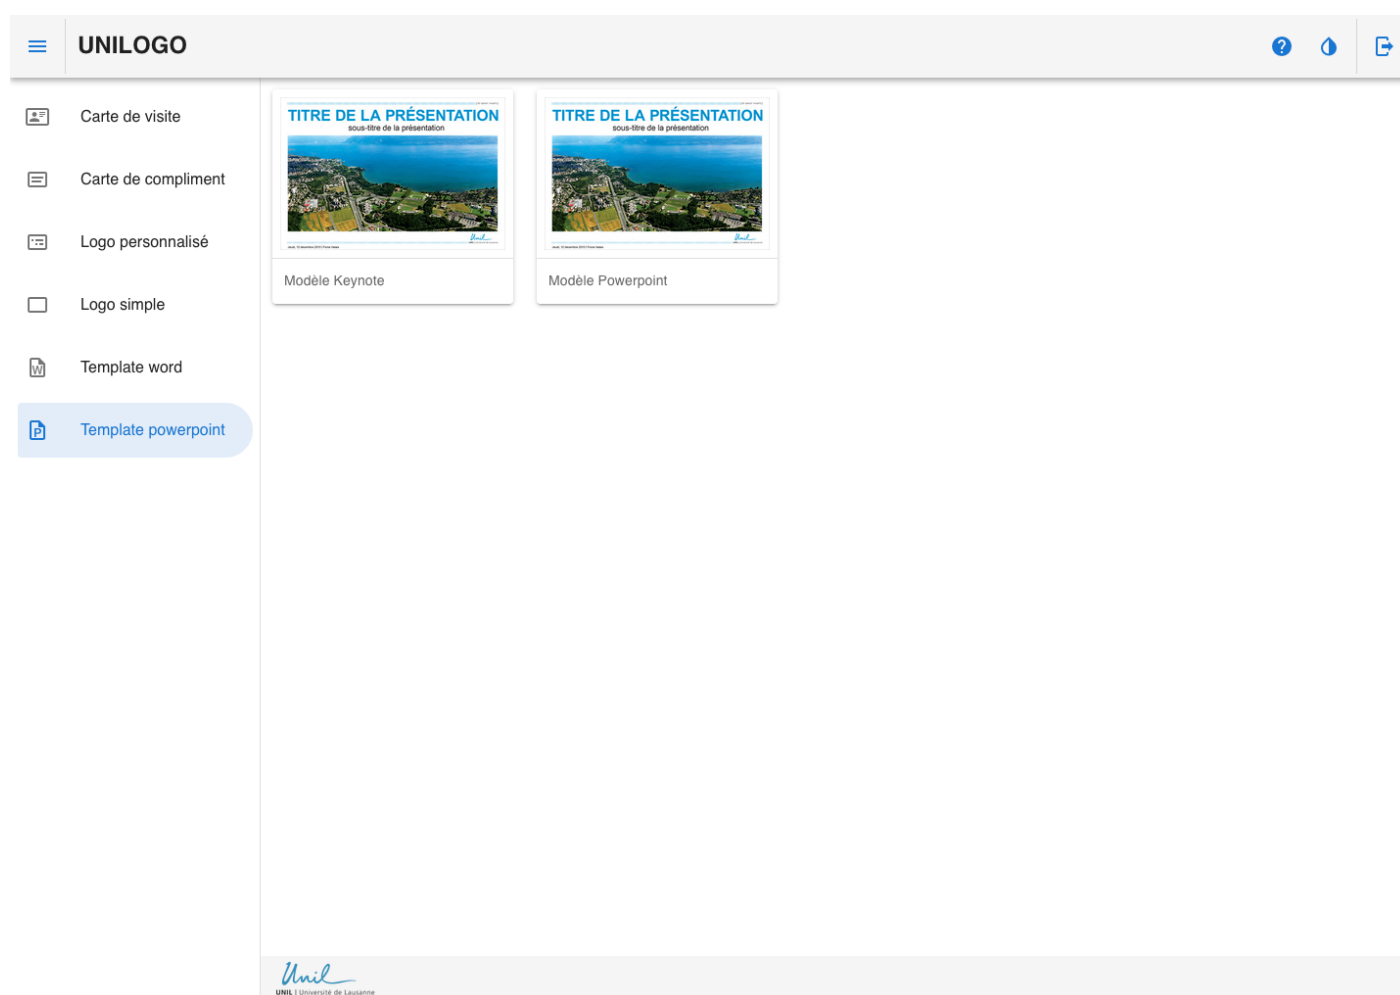 UNILOGO
Carte de visite
Carte de compliment
Logo personnalisé
Logo simple
Template word
Template powerpoint
TITRE DE LA PRÉSENTATION
sous-titre de la présentation
Unil
Modèle Keynote
TITRE DE LA PRÉSENTATION
sous-titre de la présentation
Unil
Modèle Powerpoint
Unil
UNIL | Université de Lausanne